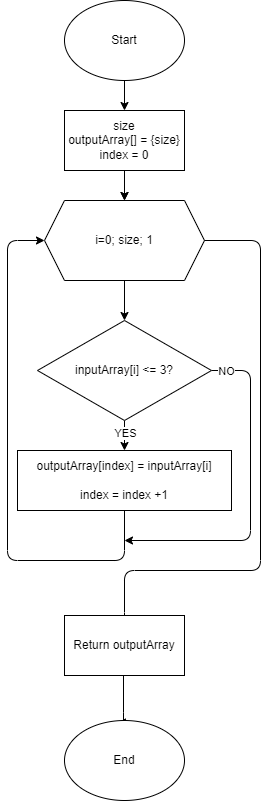 Start
size
outputArray[] = {size}
index = 0
i=0; size; 1
inputArray[i] <= 3?
NO
YES
outputArray[index] = inputArray[i]
index = index +1
Return outputArray
End